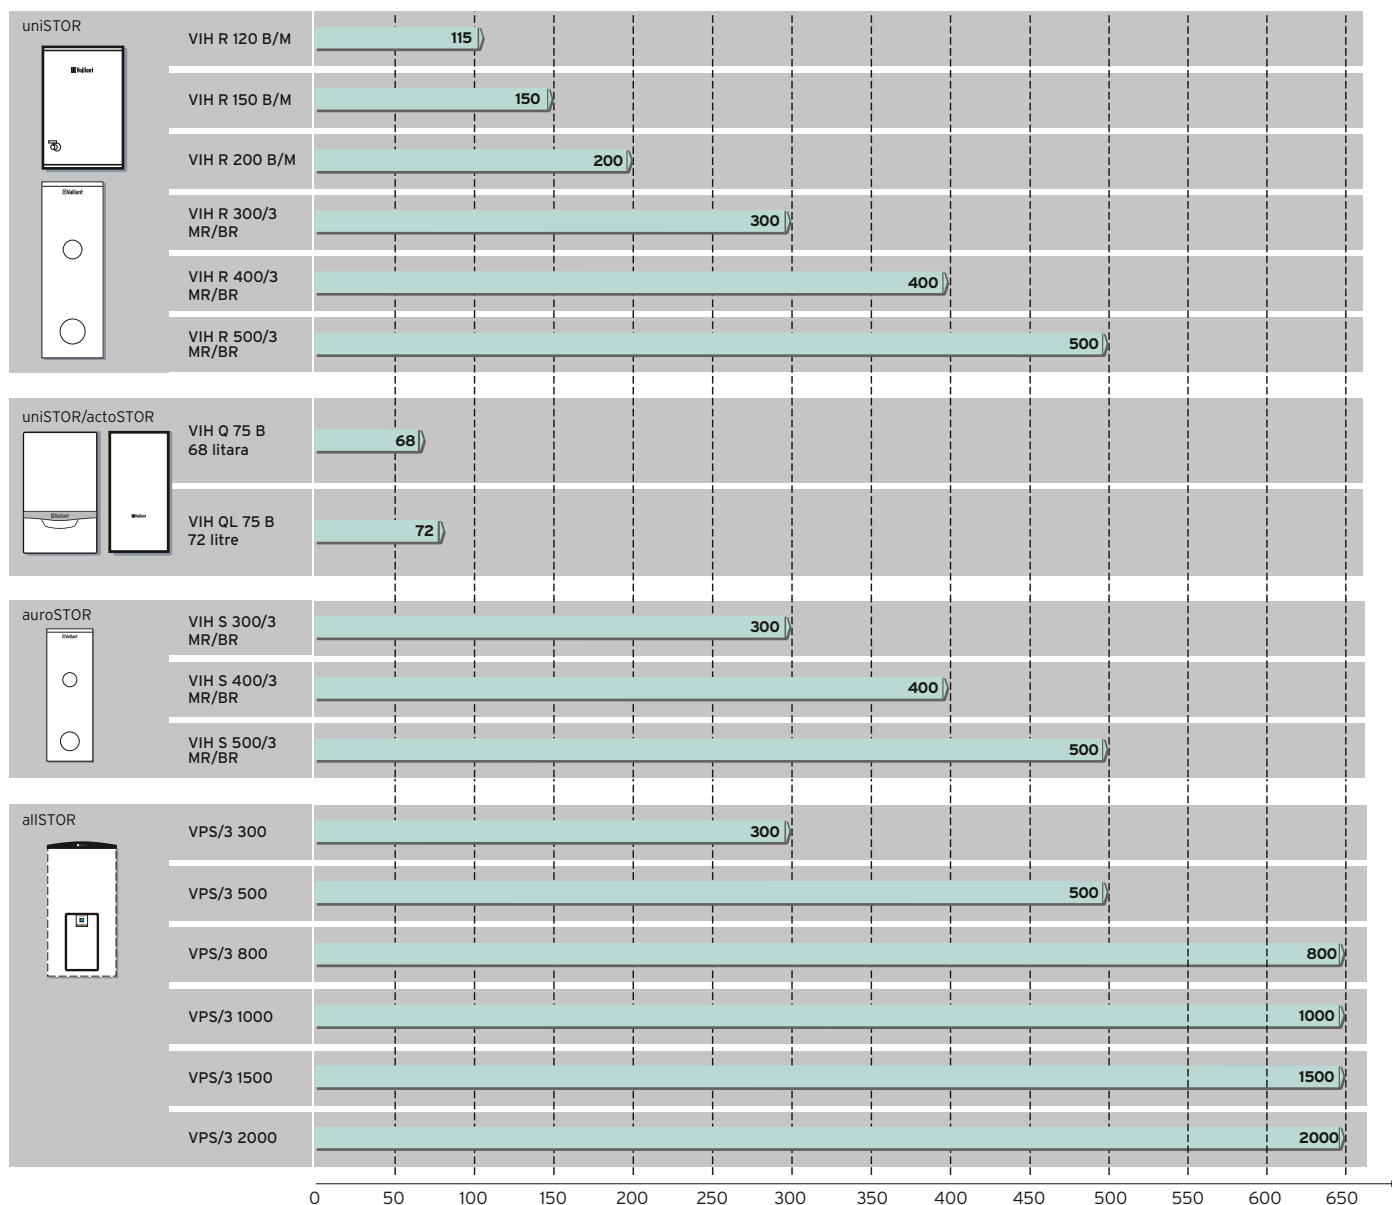 uniSTOR
Vaillant
Vaillant
VIH R 120 B/M
115
VIH R 150 B/M
150
VIH R 200 B/M
200
VIH R 300/3
MR/BR
300
VIH R 400/3
MR/BR
400
VIH R 500/3
MR/BR
500
uniSTOR/actoSTOR
Vaillant
Vaillant
VIH Q 75 B
68 litara
68
VIH QL 75 B
72 litre
72
auroSTOR
Vaillant
VIH S 300/3
MR/BR
300
VIH S 400/3
MR/BR
400
VIH S 500/3
MR/BR
500
allSTOR
VPS/3 300
300
VPS/3 500
500
VPS/3 800
800
VPS/3 1000
1000
VPS/3 1500
1500
VPS/3 2000
2000
0 50 100 150 200 250 300 350 400 450 500 550 600 650